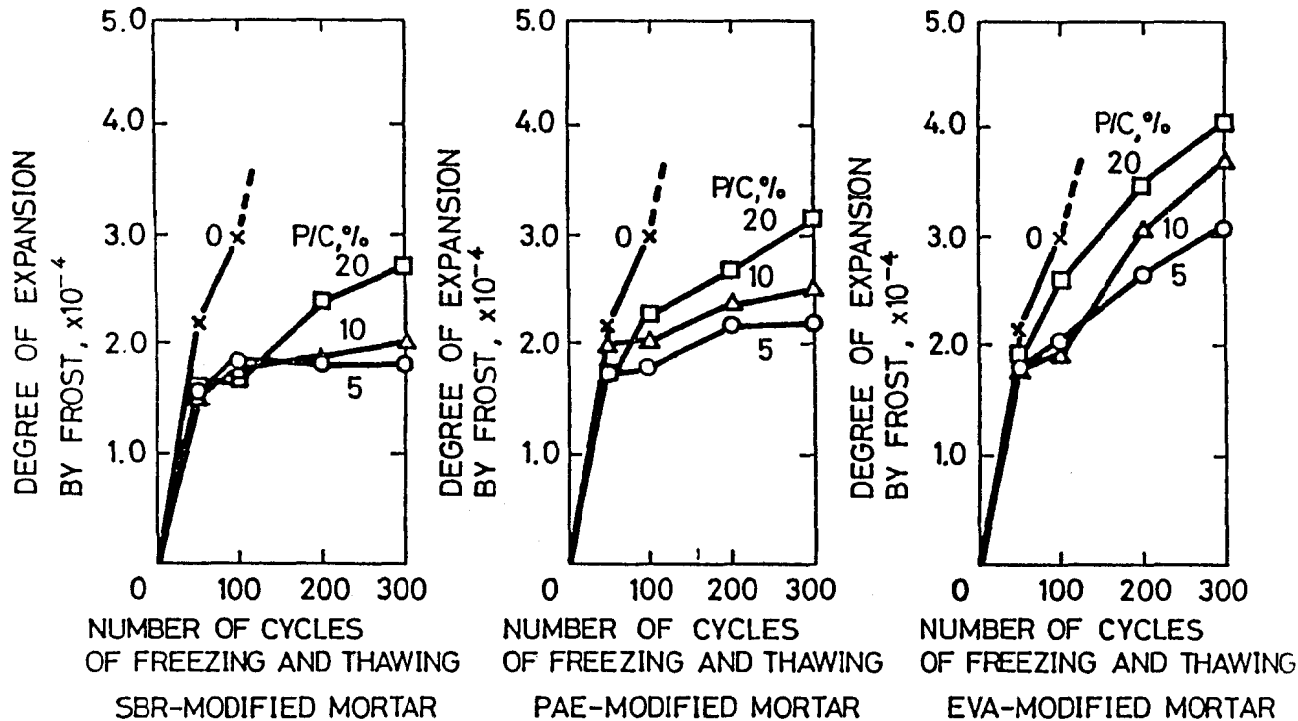 5.0
4.0
3.0
2.0
1.0
DEGREE OF EXPANSION
BY FROST, x10⁻⁴
0
P/C,%
20
10
5
0 100 200 300
NUMBER OF CYCLES
OF FREEZING AND THAWING
SBR-MODIFIED MORTAR
5.0
4.0
3.0
2.0
1.0
DEGREE OF EXPANSION
BY FROST, x10⁻⁴
0
P/C,%
20
10
5
0 100 200 300
NUMBER OF CYCLES
OF FREEZING AND THAWING
PAE-MODIFIED MORTAR
5.0
4.0
3.0
2.0
1.0
DEGREE OF EXPANSION
BY FROST, x10⁻⁴
0
P/C,%
20
10
5
0 100 200 300
NUMBER OF CYCLES
OF FREEZING AND THAWING
EVA-MODIFIED MORTAR